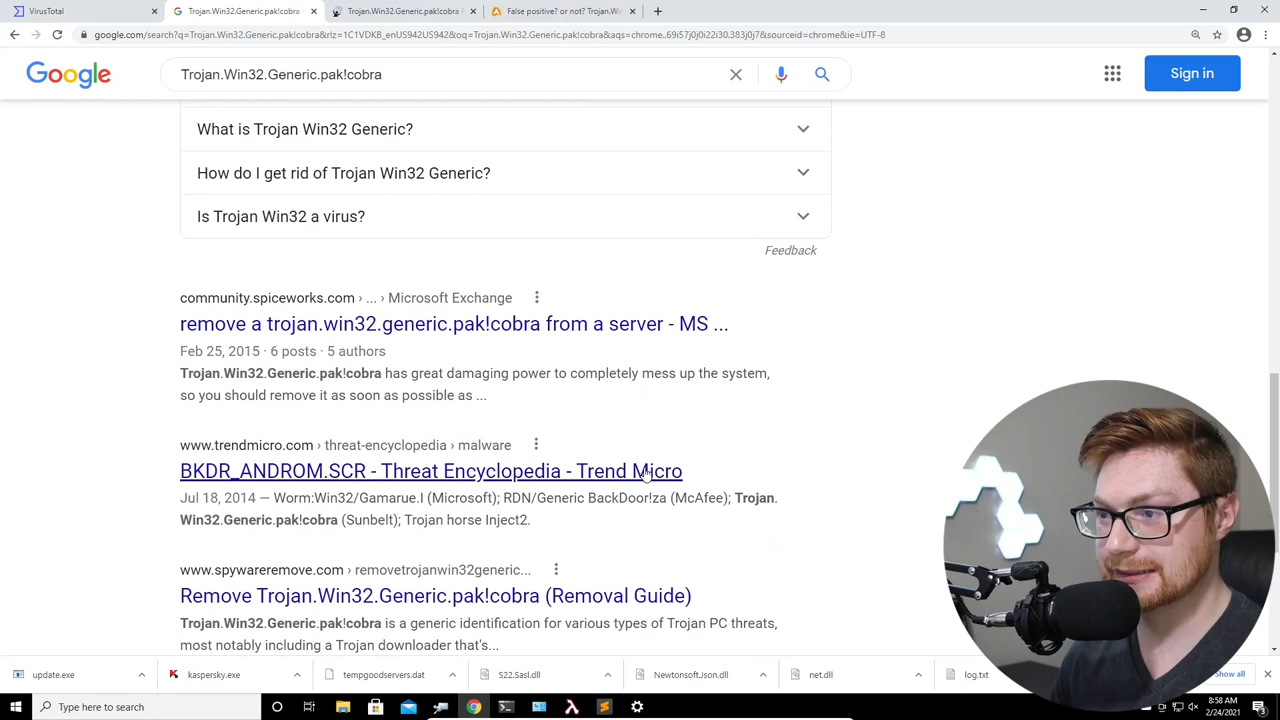 VirusTotal
Trojan.Win32.Generic.pak!cobra
Trojan.Win32.Generic.pak!cobra
False positive? or not? Trojan.Win
google.com/search?q=Trojan.Win32.Generic.pak!cobra&rlz=1C1VDKB_enUS942US942&oq=Trojan.Win32.Generic.pak!cobra&aqs=chrome..69i57j0j0i22i30.383j0j7&sourceid=chrome&ie=UTF-8
Google
Trojan.Win32.Generic.pak!cobra
Sign in
What is Trojan Win32 Generic?
How do I get rid of Trojan Win32 Generic?
Is Trojan Win32 a virus?
Feedback
community.spiceworks.com › ... › Microsoft Exchange
remove a trojan.win32.generic.pak!cobra from a server - MS ...
Feb 25, 2015 · 6 posts · 5 authors
Trojan.Win32.Generic.pak!cobra has great damaging power to completely mess up the system,
so you should remove it as soon as possible as ...
www.trendmicro.com › threat-encyclopedia › malware
BKDR_ANDROM.SCR - Threat Encyclopedia - Trend Micro
Jul 18, 2014 — Worm:Win32/Gamarue.I (Microsoft); RDN/Generic BackDoor!za (McAfee); Trojan.
Win32.Generic.pak!cobra (Sunbelt); Trojan horse Inject2.
www.spywareremove.com › removetrojanwin32generic...
Remove Trojan.Win32.Generic.pak!cobra (Removal Guide)
Trojan.Win32.Generic.pak!cobra is a generic identification for various types of Trojan PC threats,
most notably including a Trojan downloader that's...
update.exe
kaspersky.exe
tempgoodservers.dat
S22.Sasl.dll
Newtonsoft.Json.dll
net.dll
log.txt
Show all
Type here to search
8:58 AM
2/24/2021